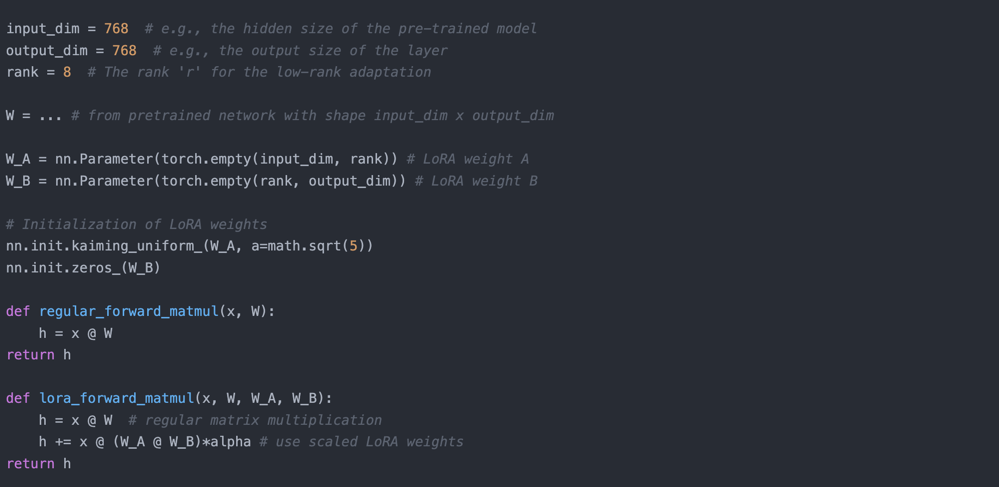 input_dim = 768  # e.g., the hidden size of the pre-trained model
output_dim = 768  # e.g., the output size of the layer
rank = 8  # The rank 'r' for the low-rank adaptation

W = ... # from pretrained network with shape input_dim x output_dim

W_A = nn.Parameter(torch.empty(input_dim, rank)) # LoRA weight A
W_B = nn.Parameter(torch.empty(rank, output_dim)) # LoRA weight B

# Initialization of LoRA weights
nn.init.kaiming_uniform_(W_A, a=math.sqrt(5))
nn.init.zeros_(W_B)

def regular_forward_matmul(x, W):
    h = x @ W
return h

def lora_forward_matmul(x, W, W_A, W_B):
    h = x @ W  # regular matrix multiplication
    h += x @ (W_A @ W_B)*alpha # use scaled LoRA weights
return h